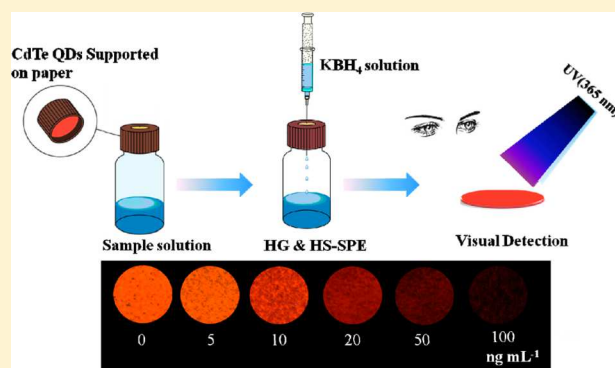 CdTe QDs Supported
on paper
KBH₄ solution
UV(365 nm)
Sample solution
HG & HS-SPE
Visual Detection
0 5 10 20 50 100
ng mL⁻¹